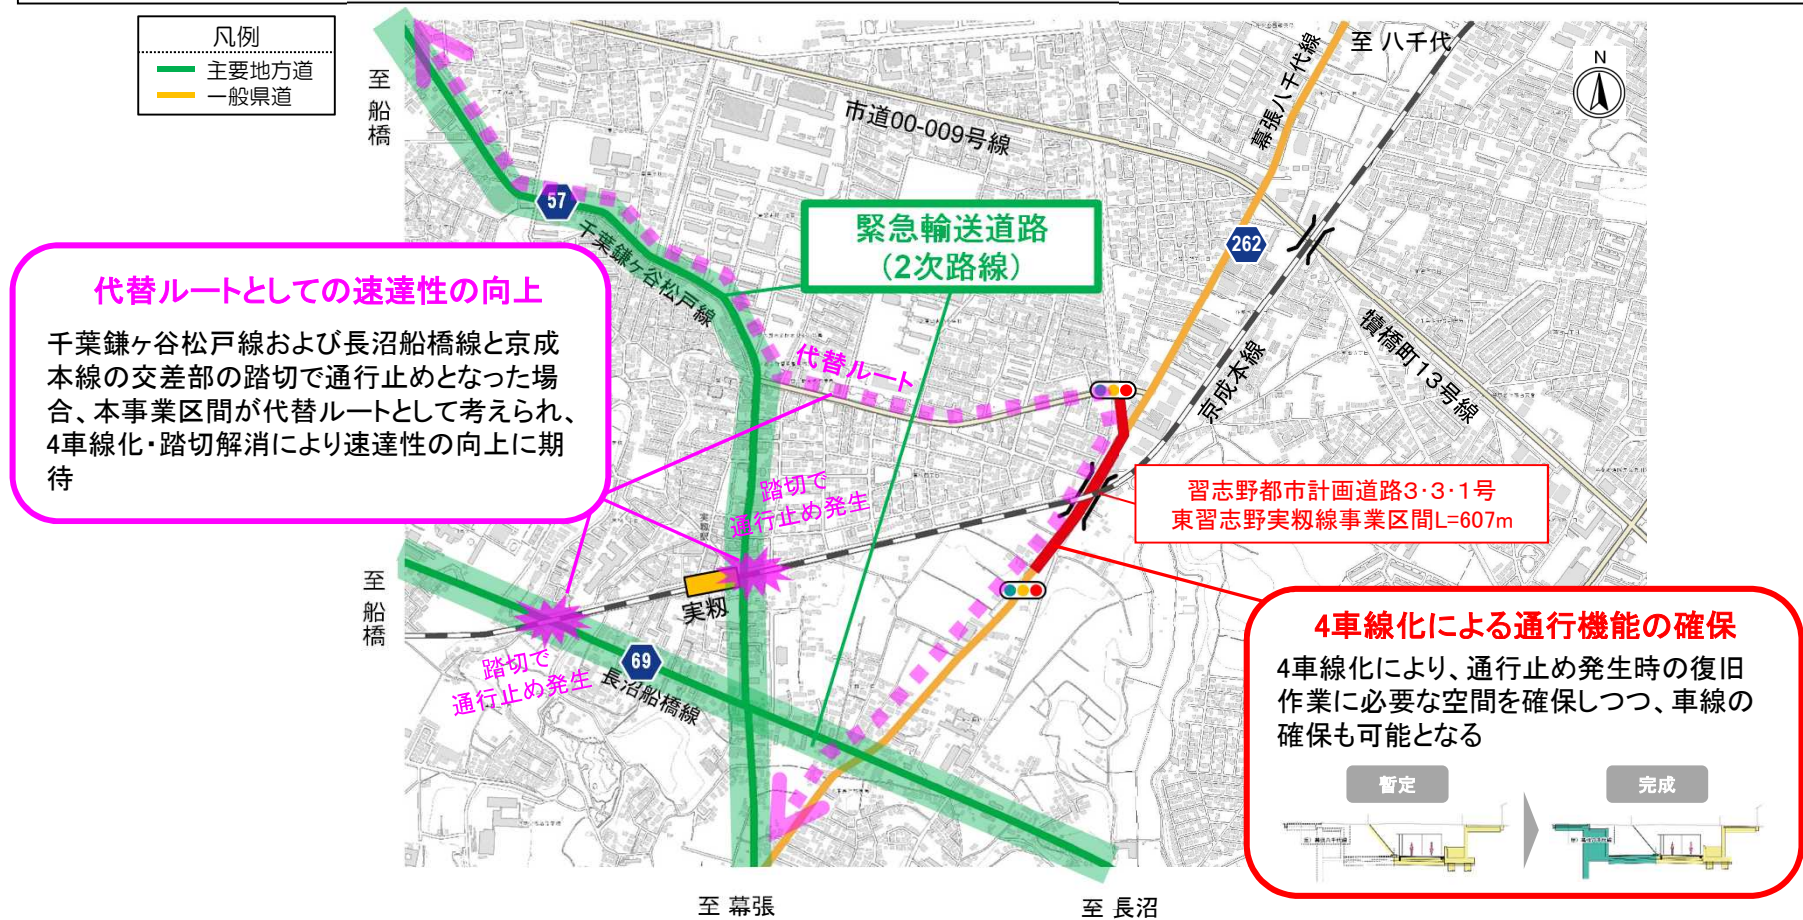 凡例
主要地方道
一般県道
至 船橋
至 八千代
N
市道00-009号線
幕張八千代線
57
千葉鎌ヶ谷松戸線
緊急輸送道路
(2次路線)
262
代替ルートとしての速達性の向上
千葉鎌ヶ谷松戸線および長沼船橋線と京成
本線の交差部の踏切で通行止めとなった場
合、本事業区間が代替ルートとして考えられ、
4車線化・踏切解消により速達性の向上に期
待
代替ルート
京成本線
犢橋町13号線
踏切で
通行止め発生
習志野都市計画道路3・3・1号
東習志野実籾線事業区間L=607m
至 船橋
実籾
踏切で
通行止め発生
69
長沼船橋線
4車線化による通行機能の確保
4車線化により、通行止め発生時の復旧
作業に必要な空間を確保しつつ、車線の
確保も可能となる
暫定
完成
至 幕張
至 長沼